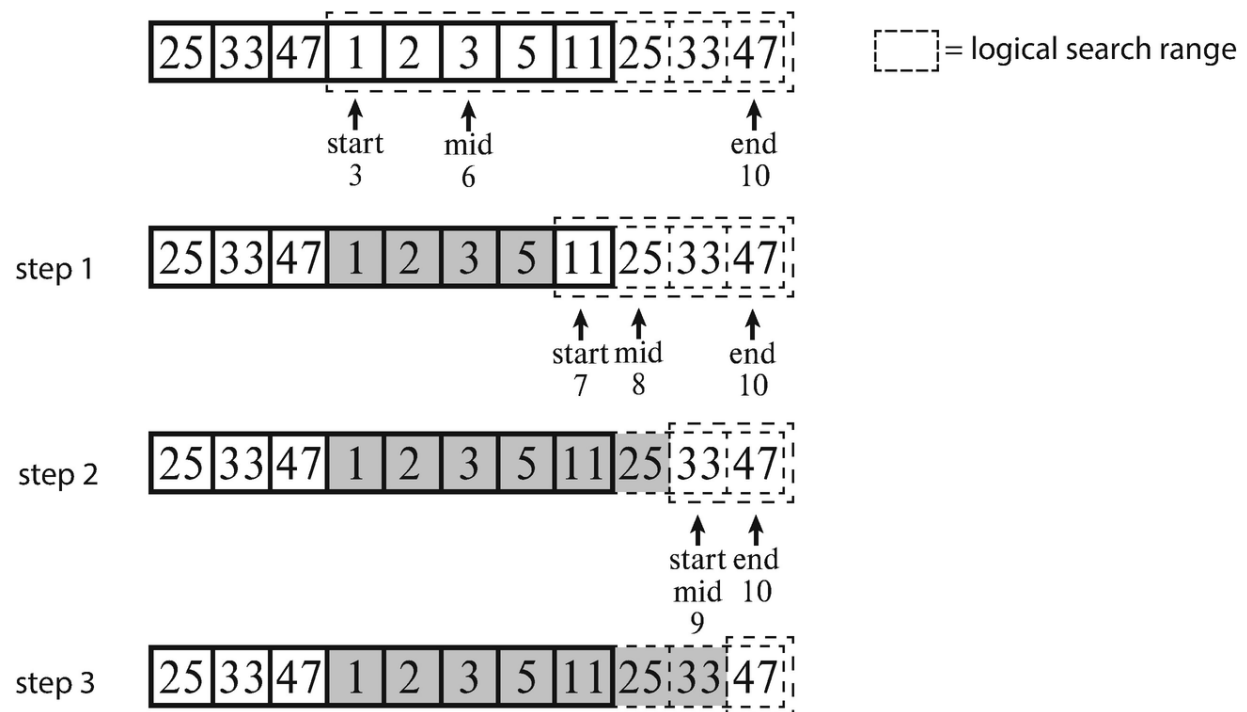 25 33 47 1 2 3 5 11 25 33 47
= logical search range
start mid end
3 6 10
step 1 25 33 47 1 2 3 5 11 25 33 47
start mid end
7 8 10
step 2 25 33 47 1 2 3 5 11 25 33 47
start end
mid 10
9
step 3 25 33 47 1 2 3 5 11 25 33 47